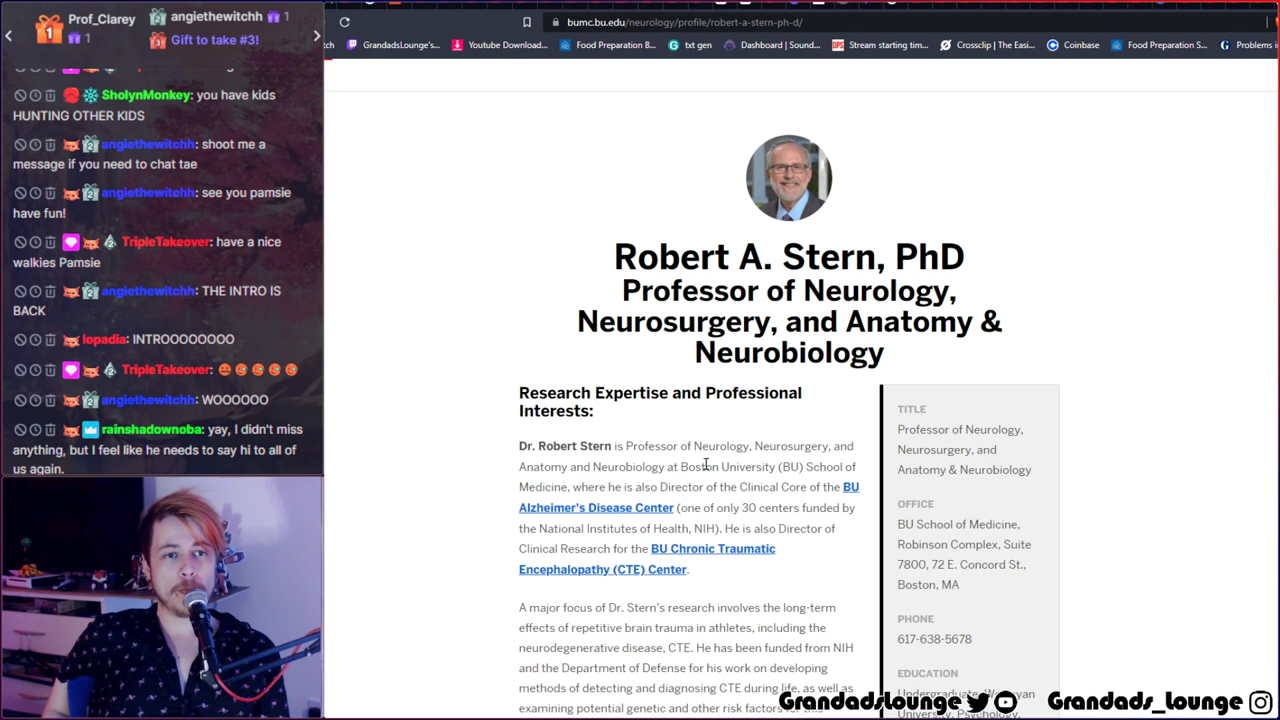 Prof_Clarey
1
1
angiethewitchh 1
Gift to take #3!
SholynMonkey: you have kids
HUNTING OTHER KIDS
angiethewitchh: shoot me a
message if you need to chat tae
angiethewitchh: see you pamsie
have fun!
TripleTakeover: have a nice
walkies Pamsie
angiethewitchh: THE INTRO IS
BACK
lopadia: INTROOOOOOOO
TripleTakeover:
angiethewitchh: WOOOOOO
rainshadownoba: yay, I didn't miss
anything, but I feel like he needs to say hi to all of
us again.
bumc.bu.edu/neurology/profile/robert-a-stern-ph-d/
GrandadsLounge's...
Youtube Download...
Food Preparation B...
txt gen
Dashboard | Sound...
Stream starting tim...
Crossclip | The Easi...
Coinbase
Food Preparation S...
Problems in
Robert A. Stern, PhD
Professor of Neurology,
Neurosurgery, and Anatomy &
Neurobiology
Research Expertise and Professional
Interests:
Dr. Robert Stern is Professor of Neurology, Neurosurgery, and
Anatomy and Neurobiology at Boston University (BU) School of
Medicine, where he is also Director of the Clinical Core of the BU
Alzheimer's Disease Center (one of only 30 centers funded by
the National Institutes of Health, NIH). He is also Director of
Clinical Research for the BU Chronic Traumatic
Encephalopathy (CTE) Center.
A major focus of Dr. Stern's research involves the long-term
effects of repetitive brain trauma in athletes, including the
neurodegenerative disease, CTE. He has been funded from NIH
and the Department of Defense for his work on developing
methods of detecting and diagnosing CTE during life, as well as
examining potential genetic and other risk factors for this
TITLE
Professor of Neurology,
Neurosurgery, and
Anatomy & Neurobiology
OFFICE
BU School of Medicine,
Robinson Complex, Suite
7800, 72 E. Concord St.,
Boston, MA
PHONE
617-638-5678
EDUCATION
Undergraduate, Wesleyan
University, Psychology,
GrandadsLounge
Grandads_lounge